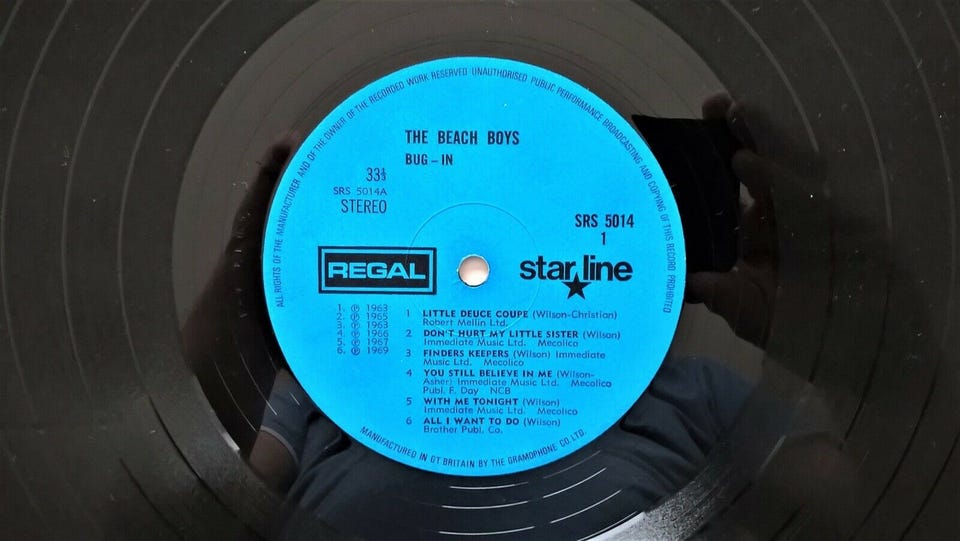 ALL RIGHTS OF THE MANUFACTURER AND OF THE OWNER OF THE RECORDED WORK RESERVED UNAUTHORISED PUBLIC PERFORMANCE BROADCASTING AND COPYING OF THIS RECORD PROHIBITED
THE BEACH BOYS
BUG-IN
33⅓
SRS 5014A
STEREO
SRS 5014
1
REGAL
star line
1. ℗ 1963
2. ℗ 1965
3. ℗ 1963
4. ℗ 1966
5. ℗ 1967
6. ℗ 1969
1 LITTLE DEUCE COUPE (Wilson-Christian)
Robert Mellin Ltd.
2 DON'T HURT MY LITTLE SISTER (Wilson)
Immediate Music Ltd. Mecolico
3 FINDERS KEEPERS (Wilson) Immediate
Music Ltd. Mecolico
4 YOU STILL BELIEVE IN ME (Wilson-
Asher) Immediate Music Ltd. Mecolico
Publ. F. Day NCB
5 WITH ME TONIGHT (Wilson)
Immediate Music Ltd. Mecolico
6 ALL I WANT TO DO (Wilson)
Brother Publ. Co.
MANUFACTURED IN GT BRITAIN BY THE GRAMOPHONE CO. LTD.